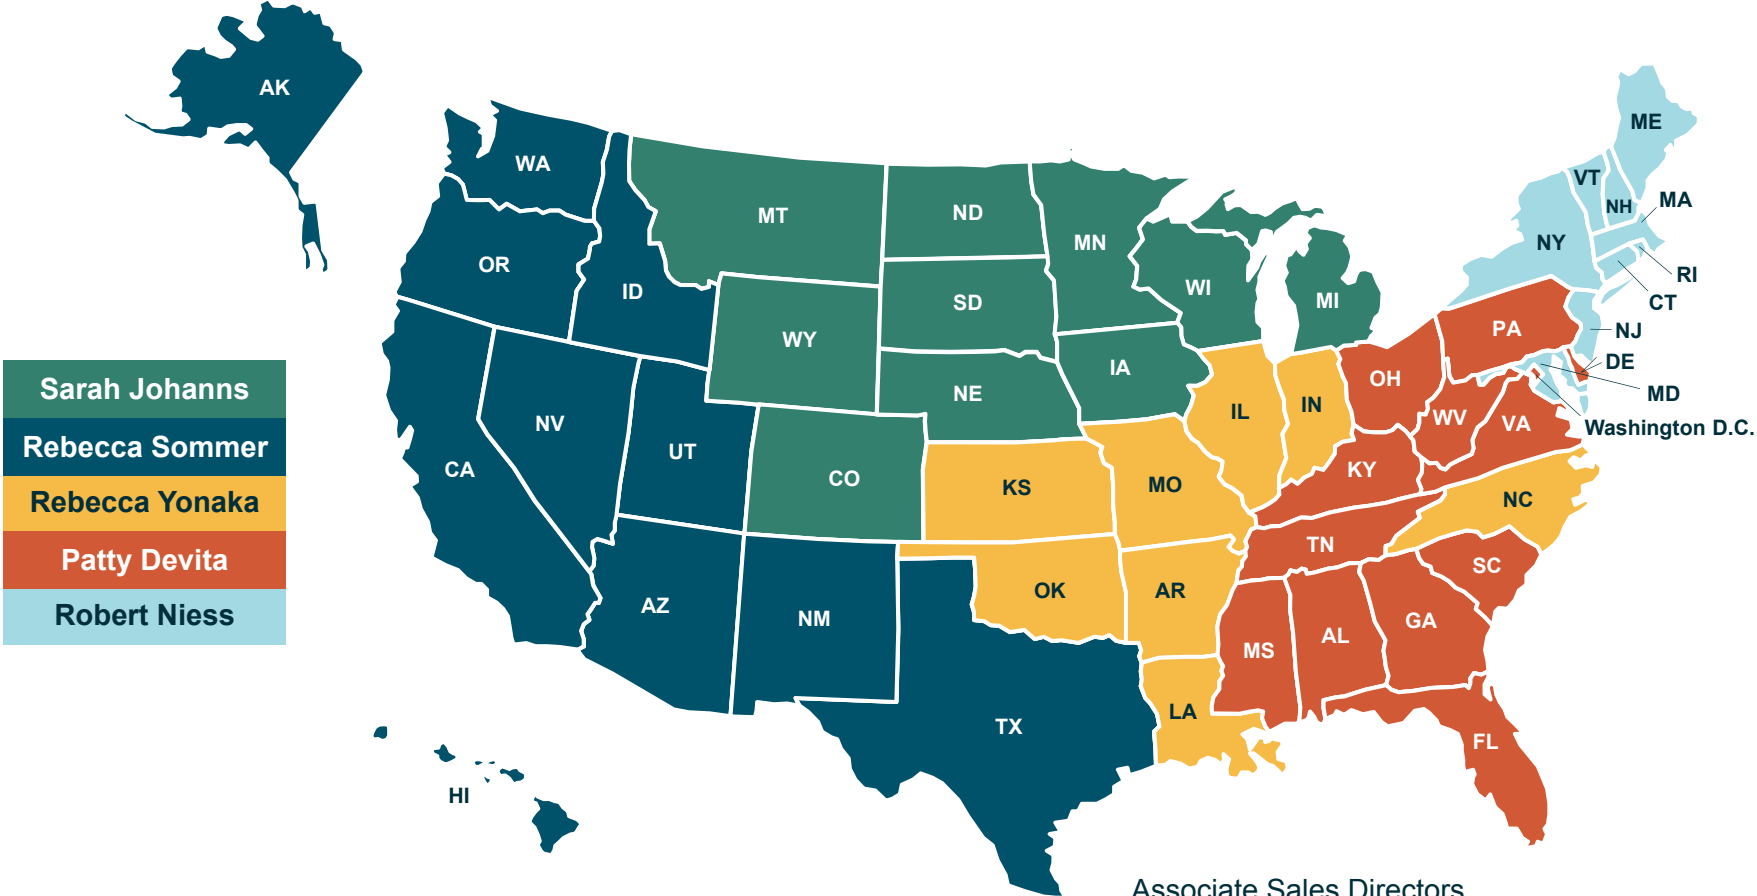 AK
WA
MT
ND
MN
ME
VT
NH
MA
NY
RI
CT
OR
ID
WI
MI
SD
WY
PA
NJ
DE
MD
Washington D.C.
IA
NE
OH
IL
IN
WV
VA
NV
UT
CO
KS
MO
KY
NC
CA
TN
SC
AZ
NM
OK
AR
GA
MS
AL
LA
TX
FL
HI
Sarah Johanns
Rebecca Sommer
Rebecca Yonaka
Patty Devita
Robert Niess
Associate Sales Directors